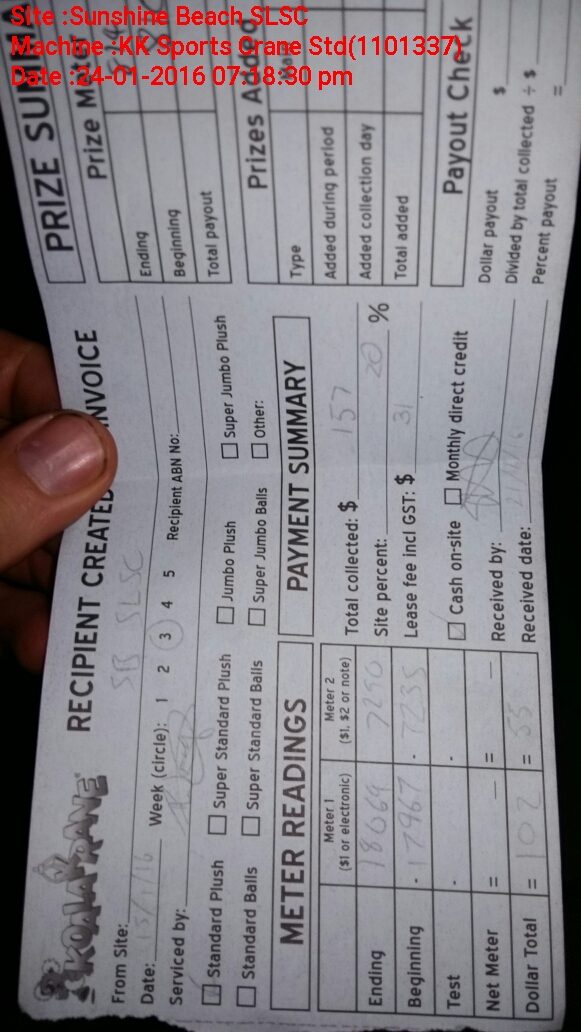 Site :Sunshine Beach SLSC
Machine :KK Sports Crane Std(1101337)
Date :24-01-2016 07:18:30 pm
KOALA KRANE
RECIPIENT CREATED INVOICE
From Site: SB SLSC
Date: Week (circle): 1 2 3 4 5 Recipient ABN No:
Serviced by:
Standard Plush Super Standard Plush Jumbo Plush Super Jumbo Plush
Standard Balls Super Standard Balls Super Jumbo Balls Other:
METER READINGS
Meter 1 ($1 or electronic) Meter 2 ($1, $2 or note)
Ending 18069 7290
Beginning - 17967 - 7235
Test - -
Net Meter = — = —
Dollar Total = 102 = 55
PAYMENT SUMMARY
Total collected: $ 157
Site percent: 20 %
Lease fee incl GST: $ 31
Cash on-site Monthly direct credit
Received by:
Received date:
PRIZE SUMMA
Prize Met
Ending
Beginning
Total payout
Prizes Added
Type
Added during period
Added collection day
Total added
Payout Check
Dollar payout $
Divided by total collected ÷ $
Percent payout =